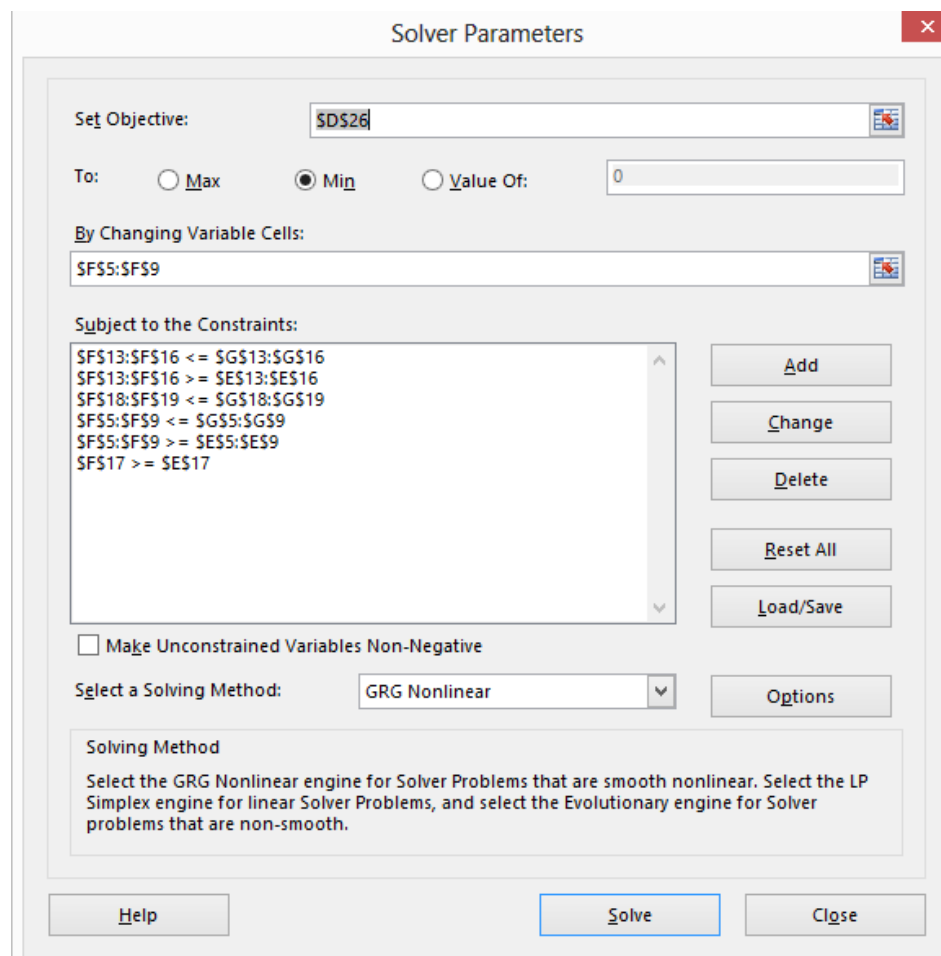 Solver Parameters
Set Objective:
$D$26
To:
Max
Min
Value Of:
0
By Changing Variable Cells:
$F$5:$F$9
Subject to the Constraints:
$F$13:$F$16 <= $G$13:$G$16
$F$13:$F$16 >= $E$13:$E$16
$F$18:$F$19 <= $G$18:$G$19
$F$5:$F$9 <= $G$5:$G$9
$F$5:$F$9 >= $E$5:$E$9
$F$17 >= $E$17
Add
Change
Delete
Reset All
Load/Save
Make Unconstrained Variables Non-Negative
Select a Solving Method:
GRG Nonlinear
Options
Solving Method
Select the GRG Nonlinear engine for Solver Problems that are smooth nonlinear. Select the LP
Simplex engine for linear Solver Problems, and select the Evolutionary engine for Solver
problems that are non-smooth.
Help
Solve
Close